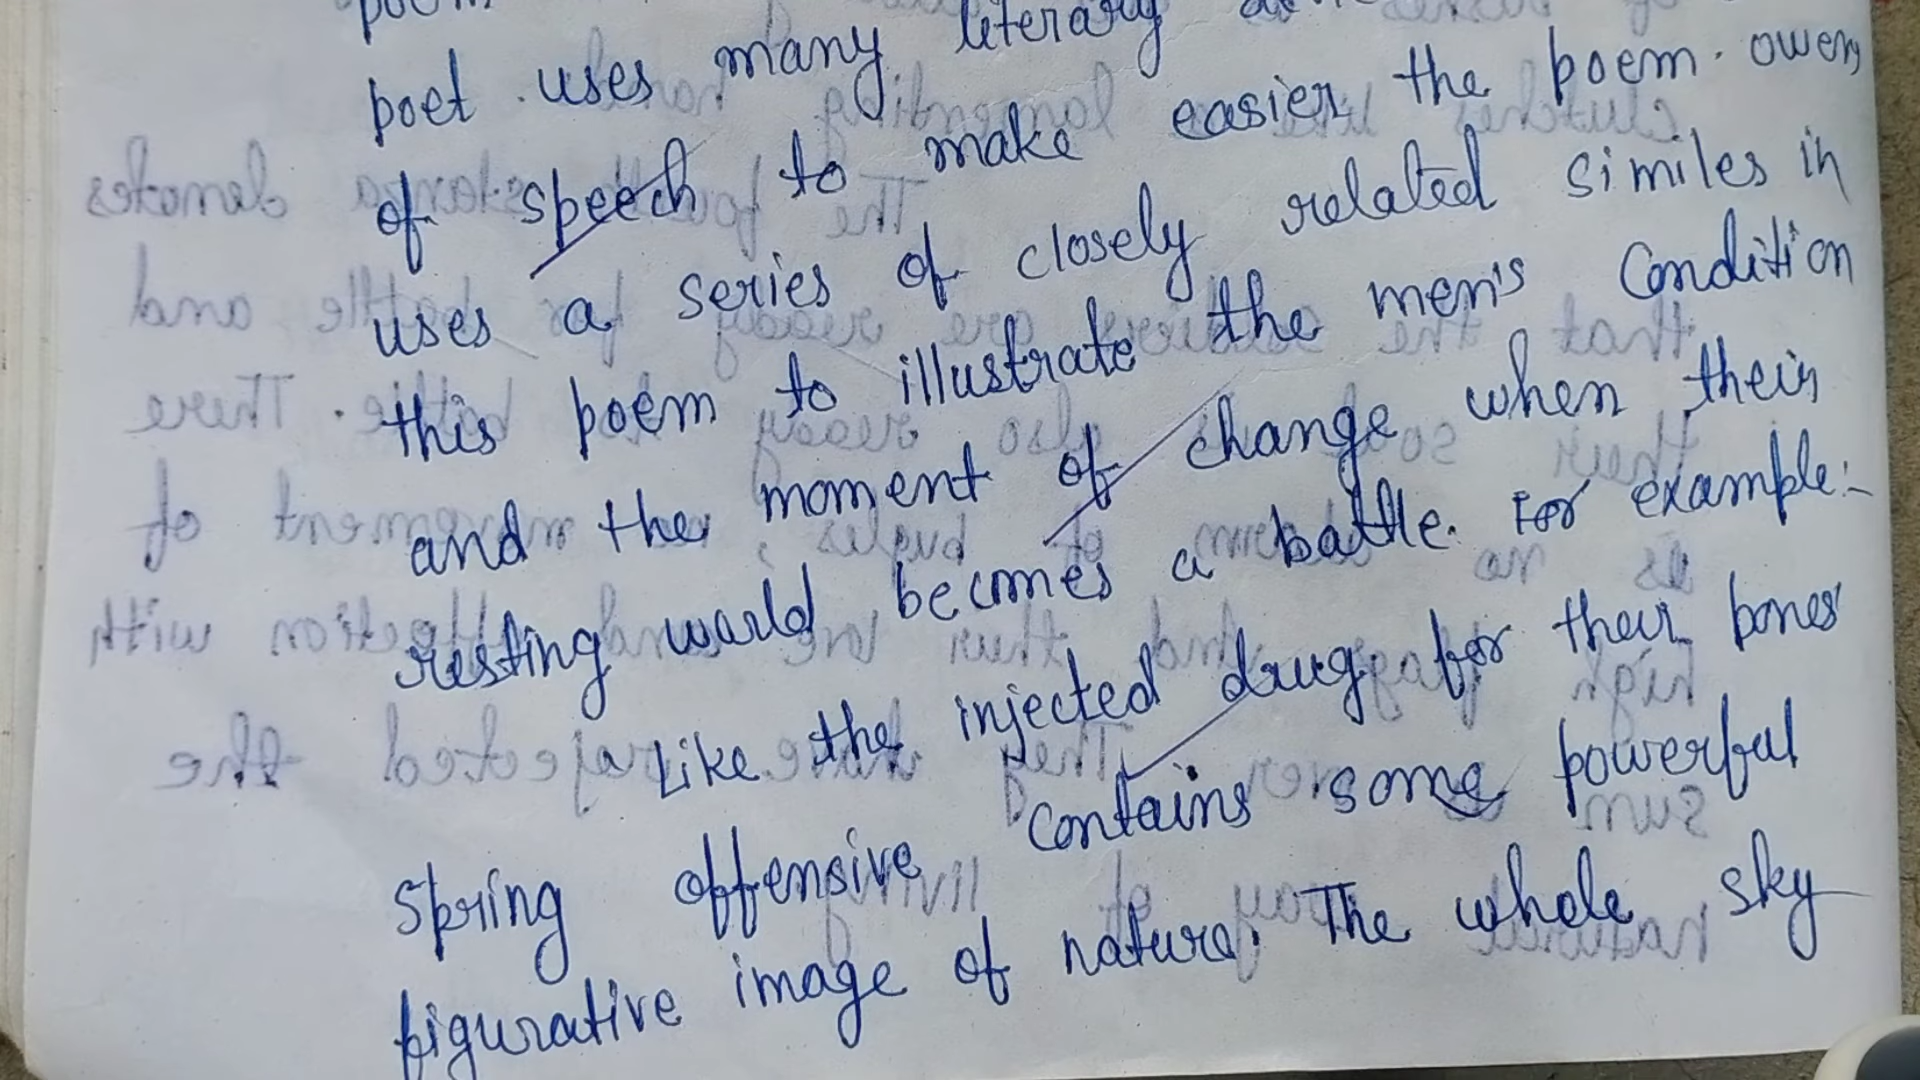 poem
poet uses many literary
of speech to make easier the poem. owen
uses a series of closely related similes in
this poem to illustrate the men's condition
and the moment of change when their
resting world becomes a battle. For example:-
Like the injected drug for their bones'
Spring offensive contains some powerful
figurative image of nature. The whole sky